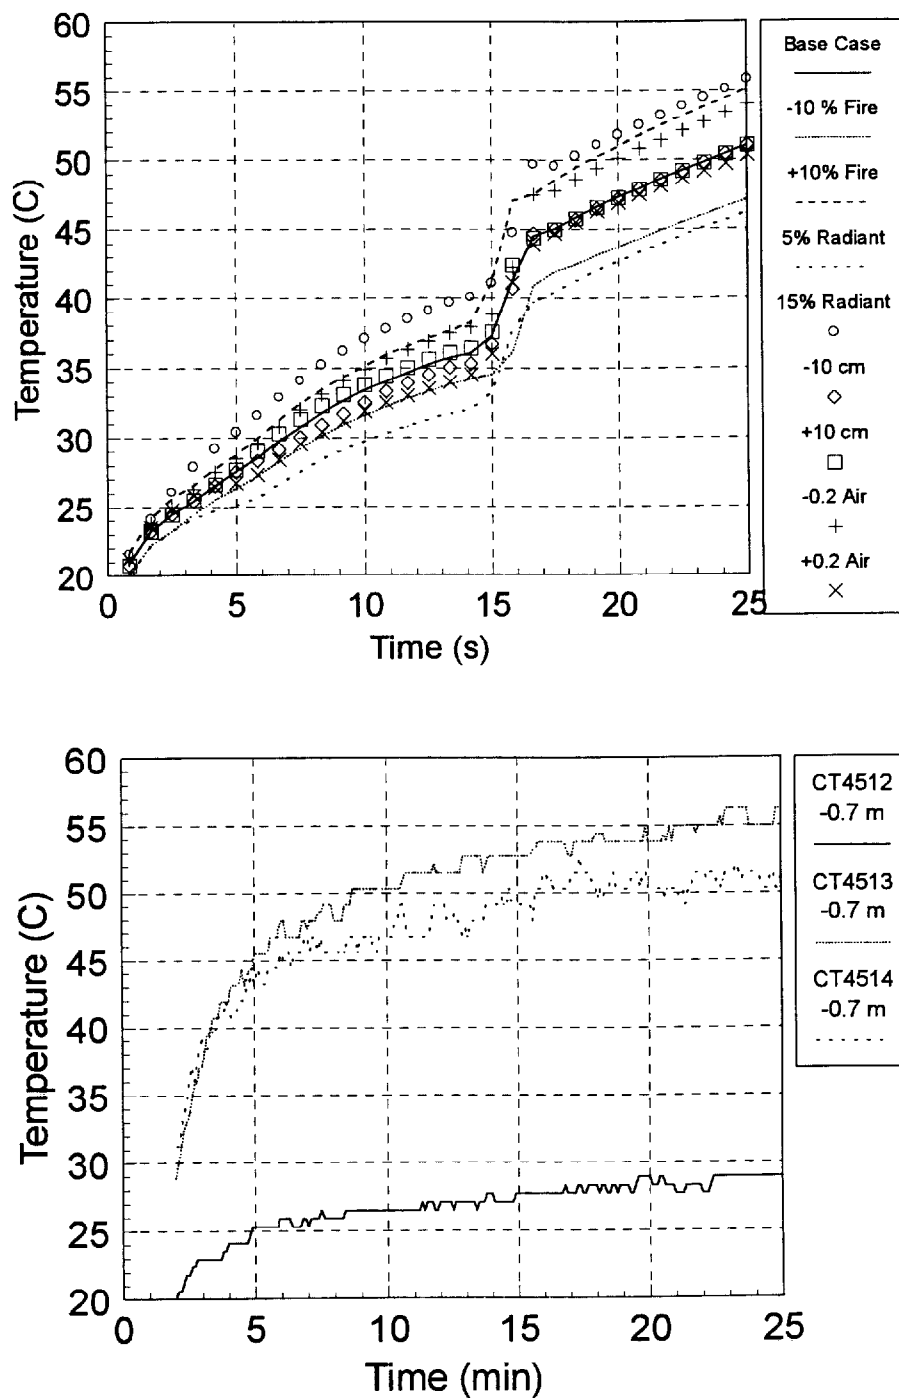 60
55
50
45
40
35
30
25
20
Temperature (C)
0 5 10 15 20 25
Time (s)
Base Case
-10 % Fire
+10% Fire
5% Radiant
15% Radiant
-10 cm
+10 cm
-0.2 Air
+0.2 Air
60
55
50
45
40
35
30
25
20
Temperature (C)
0 5 10 15 20 25
Time (min)
CT4512
-0.7 m
CT4513
-0.7 m
CT4514
-0.7 m